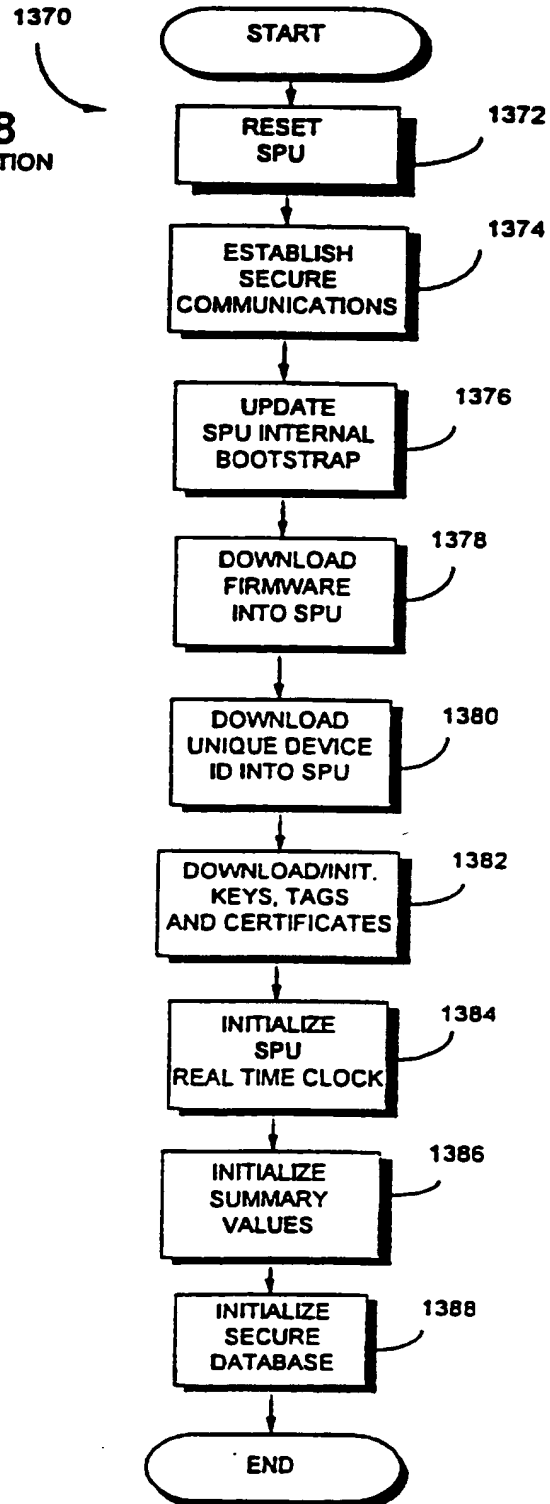 1370
START
8
TION
RESET
SPU
1372
ESTABLISH
SECURE
COMMUNICATIONS
1374
UPDATE
SPU INTERNAL
BOOTSTRAP
1376
DOWNLOAD
FIRMWARE
INTO SPU
1378
DOWNLOAD
UNIQUE DEVICE
ID INTO SPU
1380
DOWNLOAD/INIT.
KEYS, TAGS
AND CERTIFICATES
1382
INITIALIZE
SPU
REAL TIME CLOCK
1384
INITIALIZE
SUMMARY
VALUES
1386
INITIALIZE
SECURE
DATABASE
1388
END